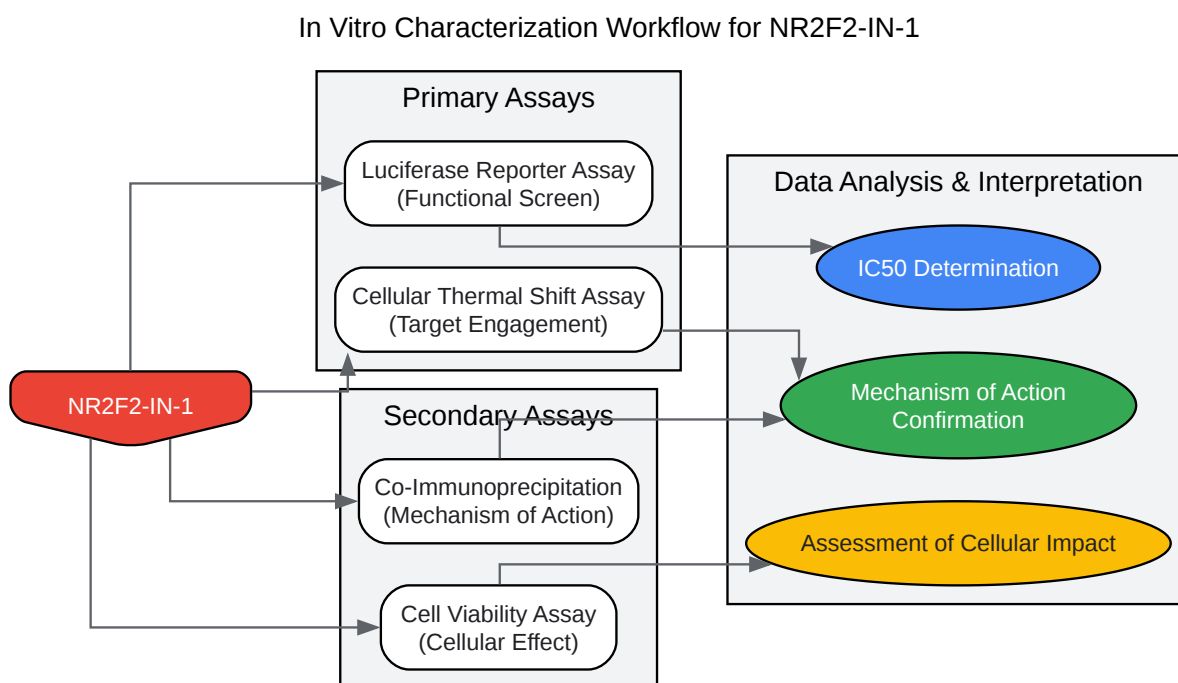 In Vitro Characterization Workflow for NR2F2-IN-1
Primary Assays
Luciferase Reporter Assay
(Functional Screen)
Cellular Thermal Shift Assay
(Target Engagement)
NR2F2-IN-1
Secondary Assays
Co-Immunoprecipitation
(Mechanism of Action)
Cell Viability Assay
(Cellular Effect)
Data Analysis & Interpretation
IC50 Determination
Mechanism of Action
Confirmation
Assessment of Cellular Impact